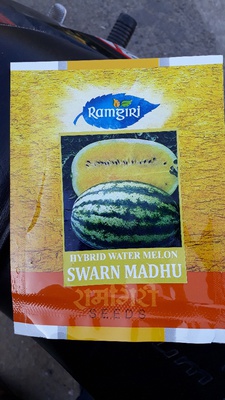 Ramgiri
HYBRID WATER MELON
SWARN MADHU
रामगिरी
SEEDS